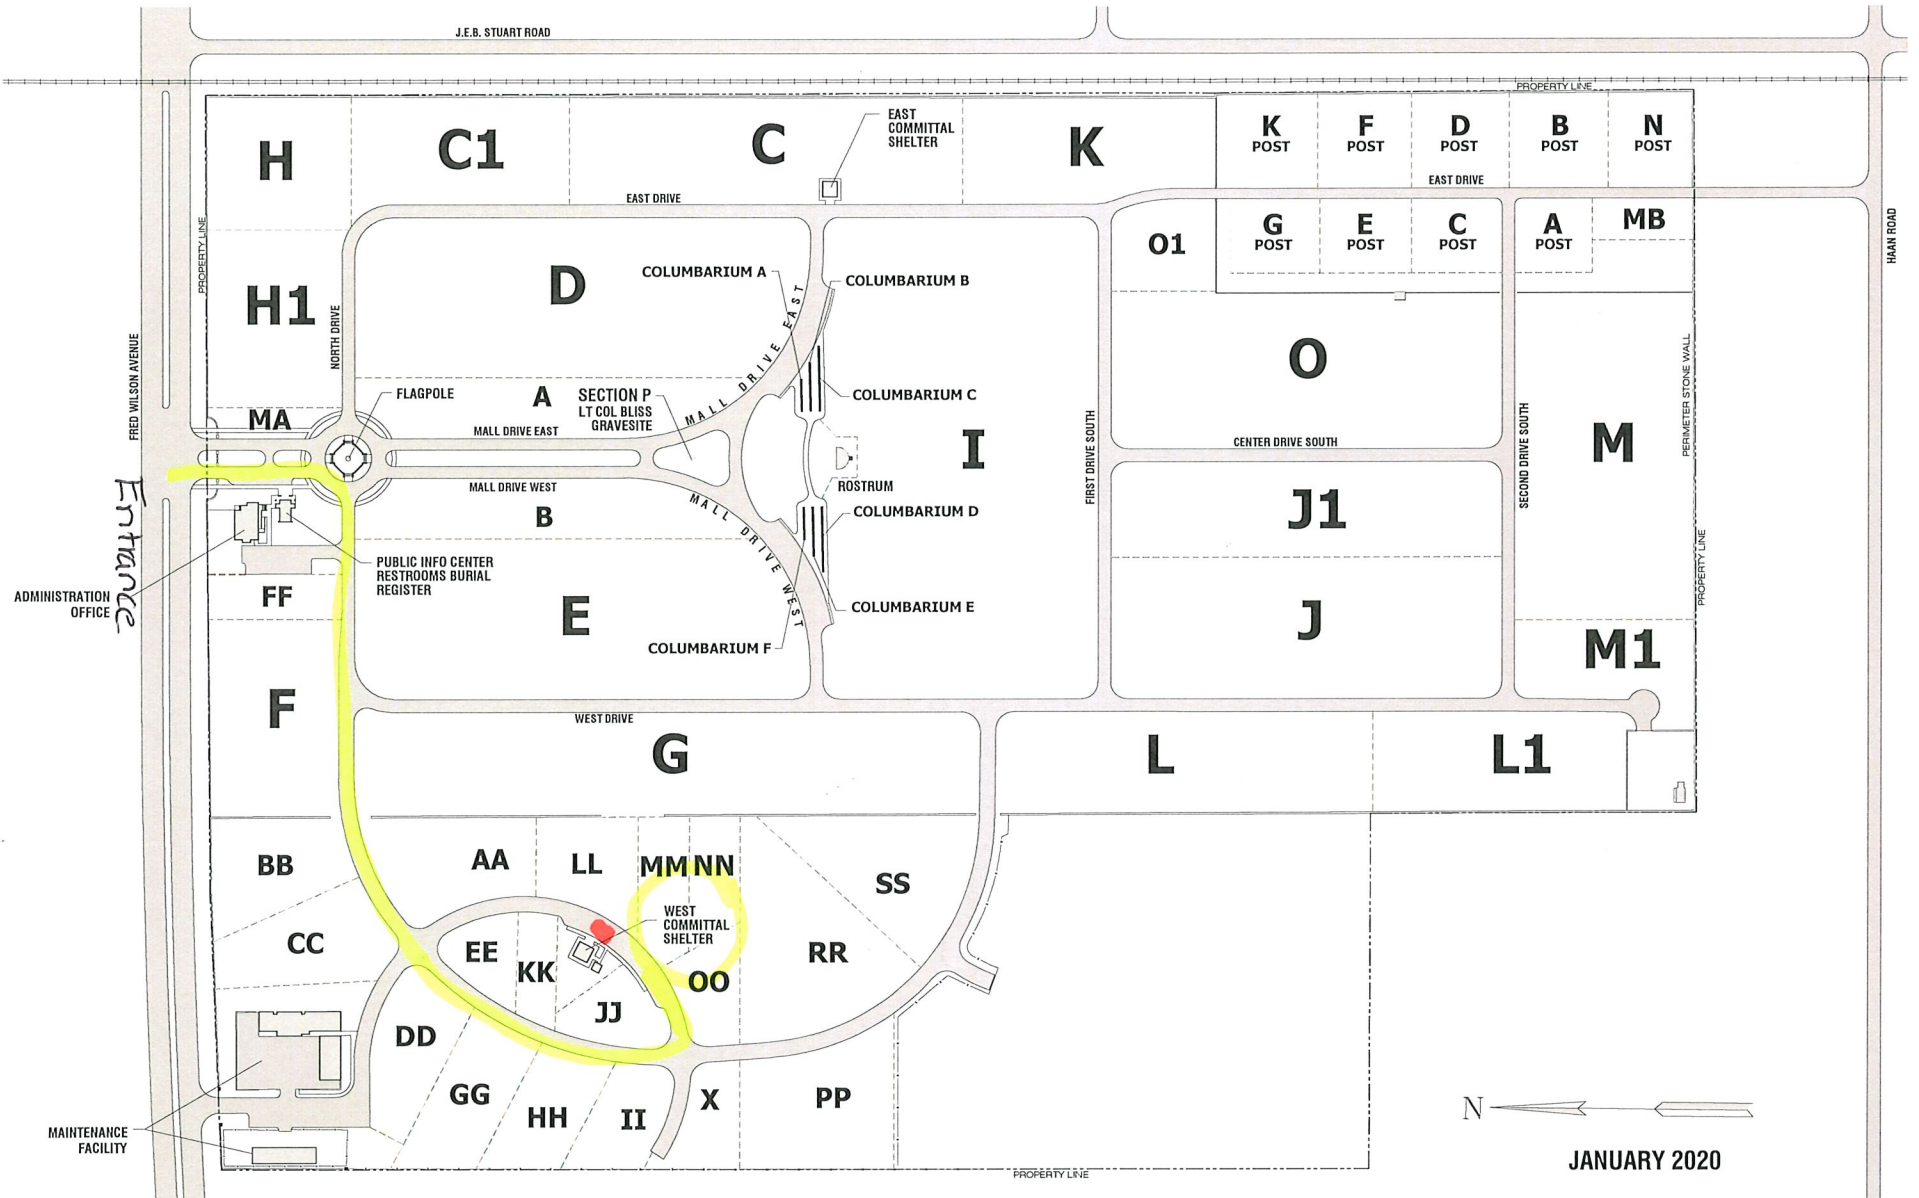 J.E.B. STUART ROAD
PROPERTY LINE
H
C1
C
EAST
COMMITTAL
SHELTER
K
K
POST
F
POST
D
POST
B
POST
N
POST
EAST DRIVE
EAST DRIVE
PROPERTY LINE
HAAN ROAD
O1
G
POST
E
POST
C
POST
A
POST
MB
H1
NORTH DRIVE
D
COLUMBARIUM A
COLUMBARIUM B
MALL DRIVE EAST
O
PERIMETER STONE WALL
FRED WILSON AVENUE
FLAGPOLE
A
SECTION P
LT COL BLISS
GRAVESITE
COLUMBARIUM C
MA
MALL DRIVE EAST
I
FIRST DRIVE SOUTH
CENTER DRIVE SOUTH
SECOND DRIVE SOUTH
M
Entrance
MALL DRIVE WEST
ROSTRUM
MALL DRIVE WEST
COLUMBARIUM D
J1
B
PUBLIC INFO CENTER
RESTROOMS BURIAL
REGISTER
PROPERTY LINE
ADMINISTRATION
OFFICE
FF
E
COLUMBARIUM E
COLUMBARIUM F
J
M1
F
WEST DRIVE
G
L
L1
BB
AA
LL
MM
NN
SS
WEST
COMMITTAL
SHELTER
CC
EE
KK
RR
OO
JJ
DD
GG
HH
II
X
PP
MAINTENANCE
FACILITY
N
JANUARY 2020
PROPERTY LINE